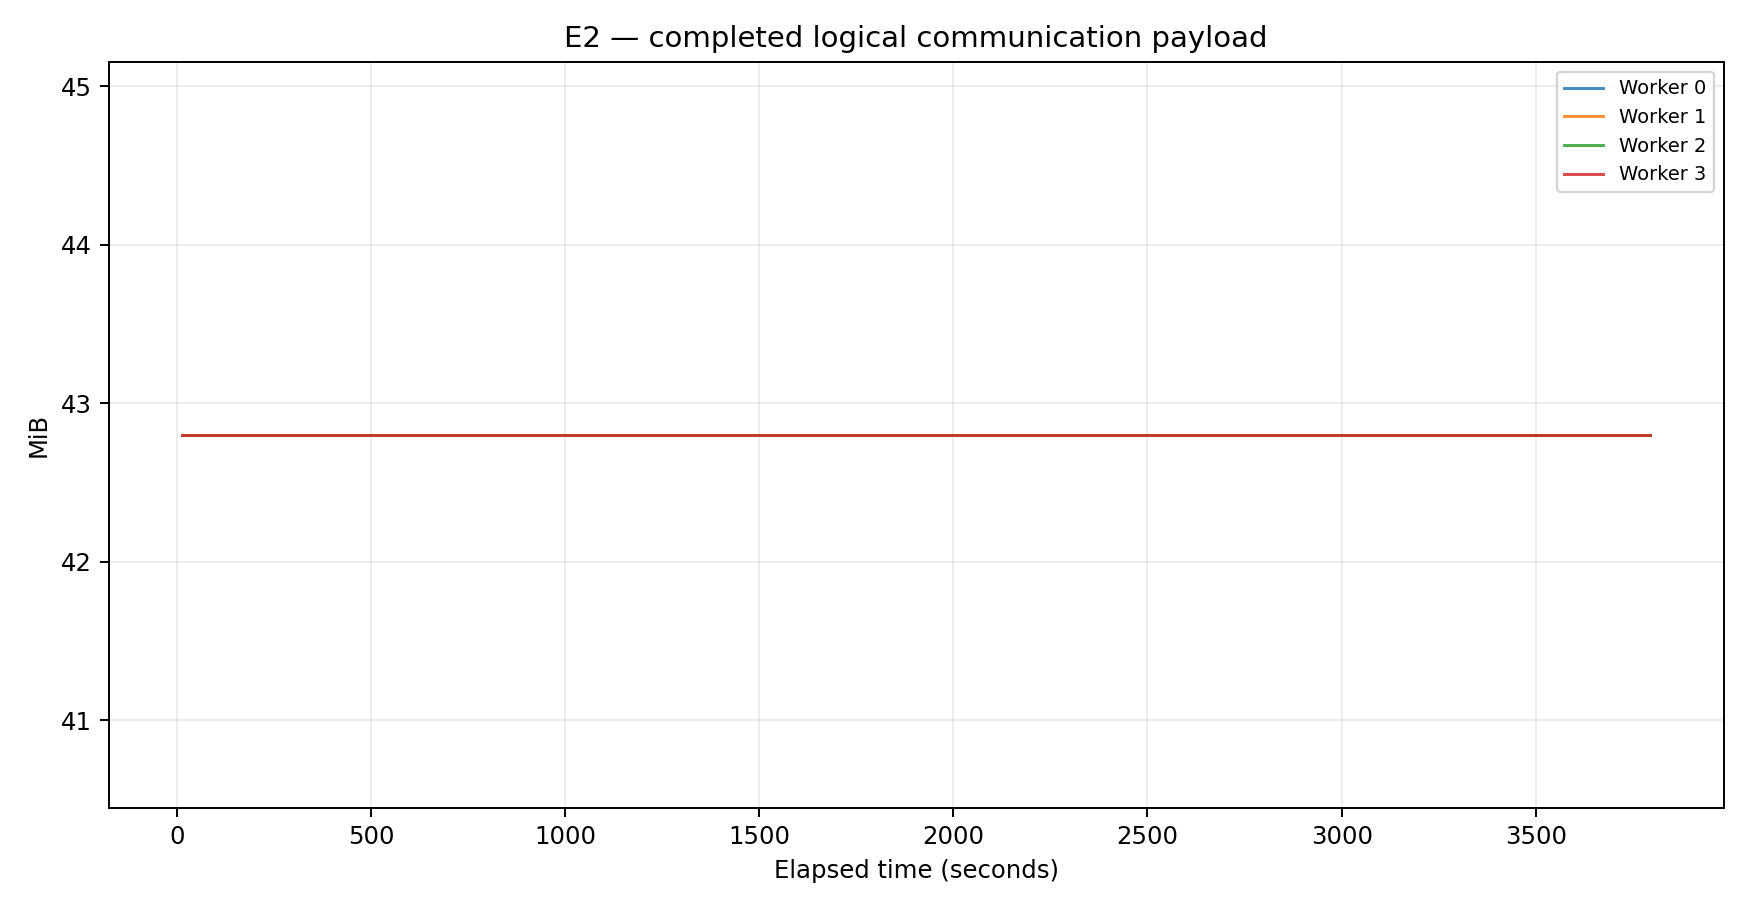 E2 — completed logical communication payload
45
44
43
42
41
MiB
Worker 0
Worker 1
Worker 2
Worker 3
0 500 1000 1500 2000 2500 3000 3500
Elapsed time (seconds)